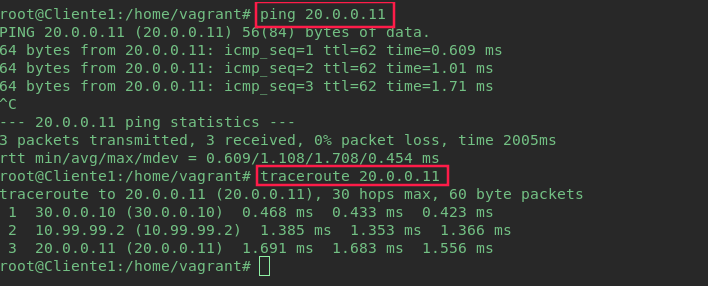 root@Cliente1:/home/vagrant# ping 20.0.0.11
PING 20.0.0.11 (20.0.0.11) 56(84) bytes of data.
64 bytes from 20.0.0.11: icmp_seq=1 ttl=62 time=0.609 ms
64 bytes from 20.0.0.11: icmp_seq=2 ttl=62 time=1.01 ms
64 bytes from 20.0.0.11: icmp_seq=3 ttl=62 time=1.71 ms
^C
--- 20.0.0.11 ping statistics ---
3 packets transmitted, 3 received, 0% packet loss, time 2005ms
rtt min/avg/max/mdev = 0.609/1.108/1.708/0.454 ms
root@Cliente1:/home/vagrant# traceroute 20.0.0.11
traceroute to 20.0.0.11 (20.0.0.11), 30 hops max, 60 byte packets
 1  30.0.0.10 (30.0.0.10)  0.468 ms  0.433 ms  0.423 ms
 2  10.99.99.2 (10.99.99.2)  1.385 ms  1.353 ms  1.366 ms
 3  20.0.0.11 (20.0.0.11)  1.691 ms  1.683 ms  1.556 ms
root@Cliente1:/home/vagrant#